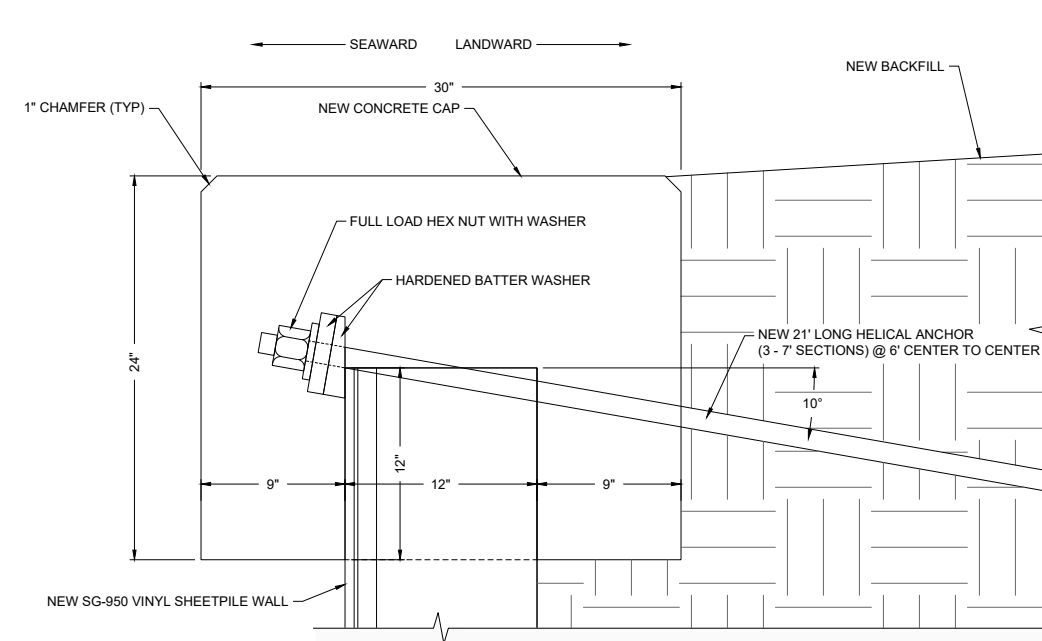 SEAWARD LANDWARD
NEW BACKFILL
30"
1" CHAMFER (TYP)
NEW CONCRETE CAP
FULL LOAD HEX NUT WITH WASHER
HARDENED BATTER WASHER
NEW 21' LONG HELICAL ANCHOR
(3 - 7' SECTIONS) @ 6' CENTER TO CENTER
24"
10°
12"
9" 12" 9"
NEW SG-950 VINYL SHEETPILE WALL